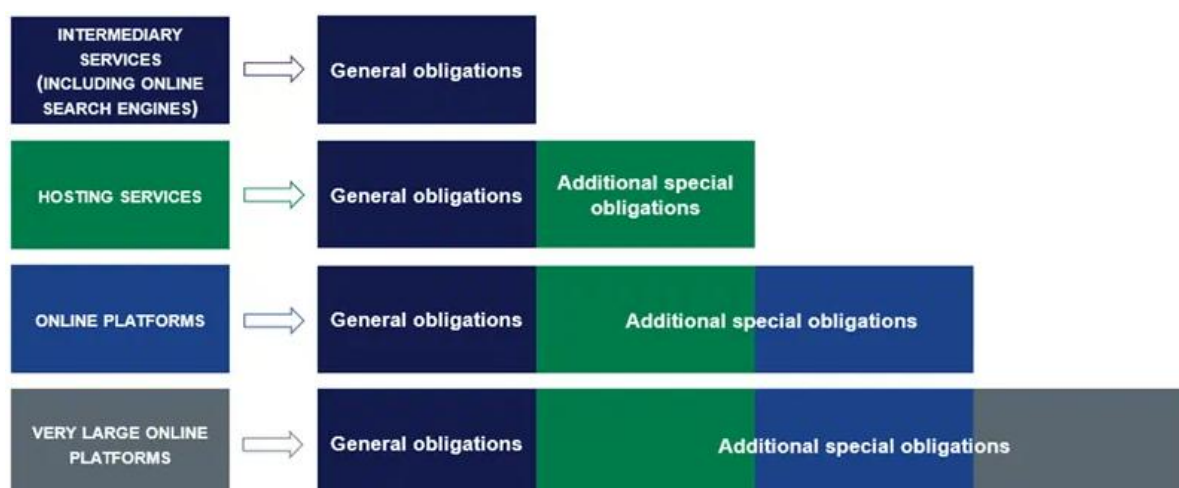 INTERMEDIARY
SERVICES
(INCLUDING ONLINE
SEARCH ENGINES)
General obligations
HOSTING SERVICES
General obligations
Additional special
obligations
ONLINE PLATFORMS
General obligations
Additional special obligations
VERY LARGE ONLINE
PLATFORMS
General obligations
Additional special obligations